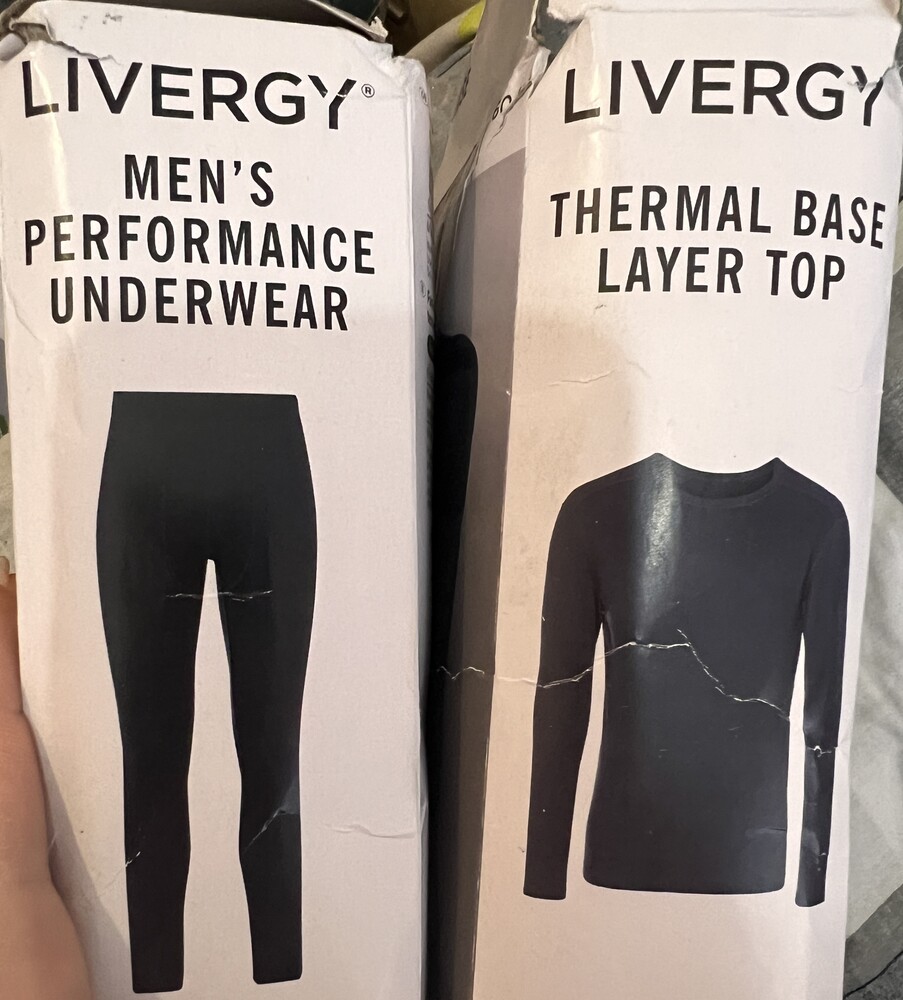 LIVERGY®
MEN'S
PERFORMANCE
UNDERWEAR
LIVERGY
THERMAL BASE
LAYER TOP